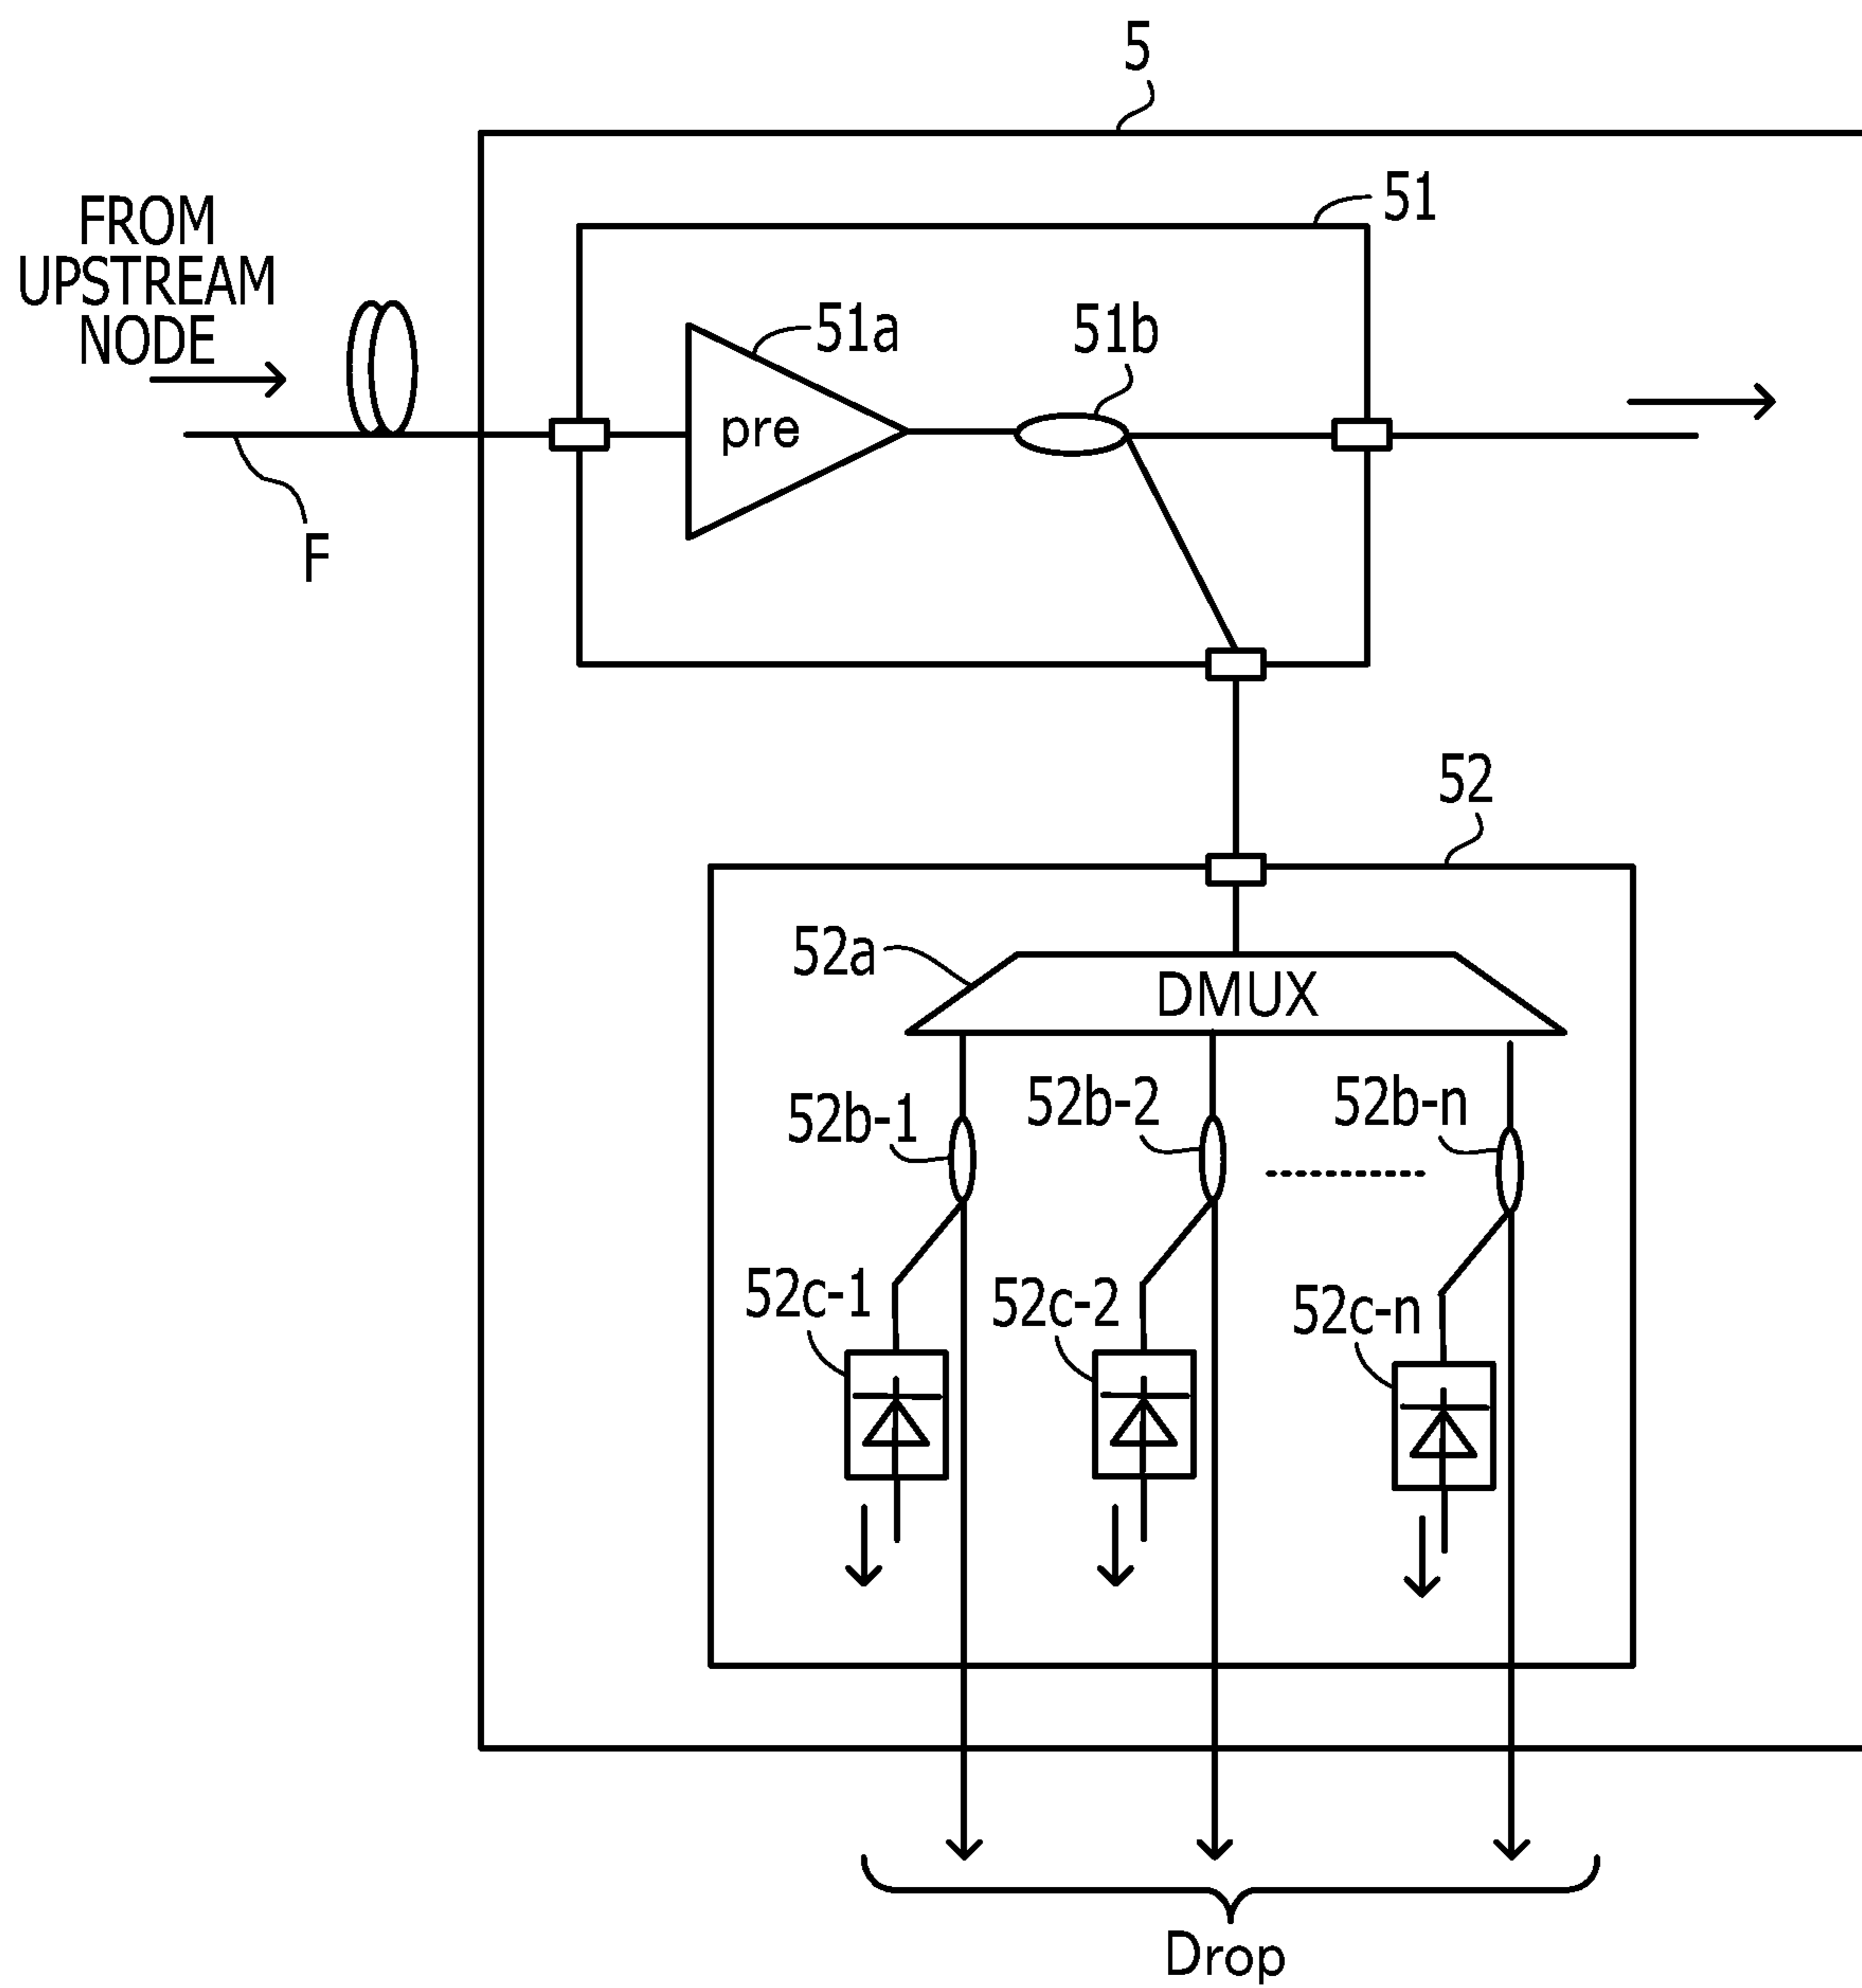 5
51
FROM
UPSTREAM
NODE
51a
51b
pre
F
52
52a
DMUX
52b-1
52b-2
52b-n
52c-1
52c-2
52c-n
Drop